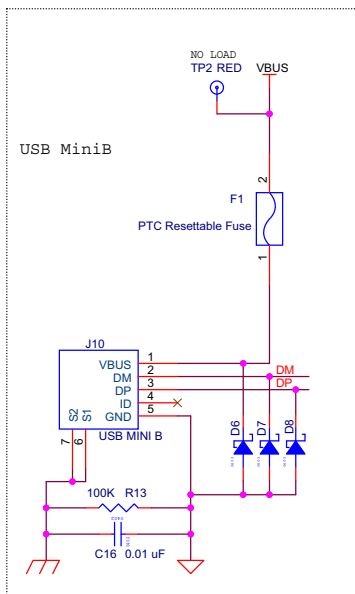 NO LOAD
TP2 RED
VBUS
USB MiniB
2
F1
PTC Resettable Fuse
1
J10
VBUS 1
DM 2
DP 3
ID 4
GND 5
DM
DP
S2
S1
7
6
USB MINI B
D6
D7
D8
100K R13
C16 0.01 uF